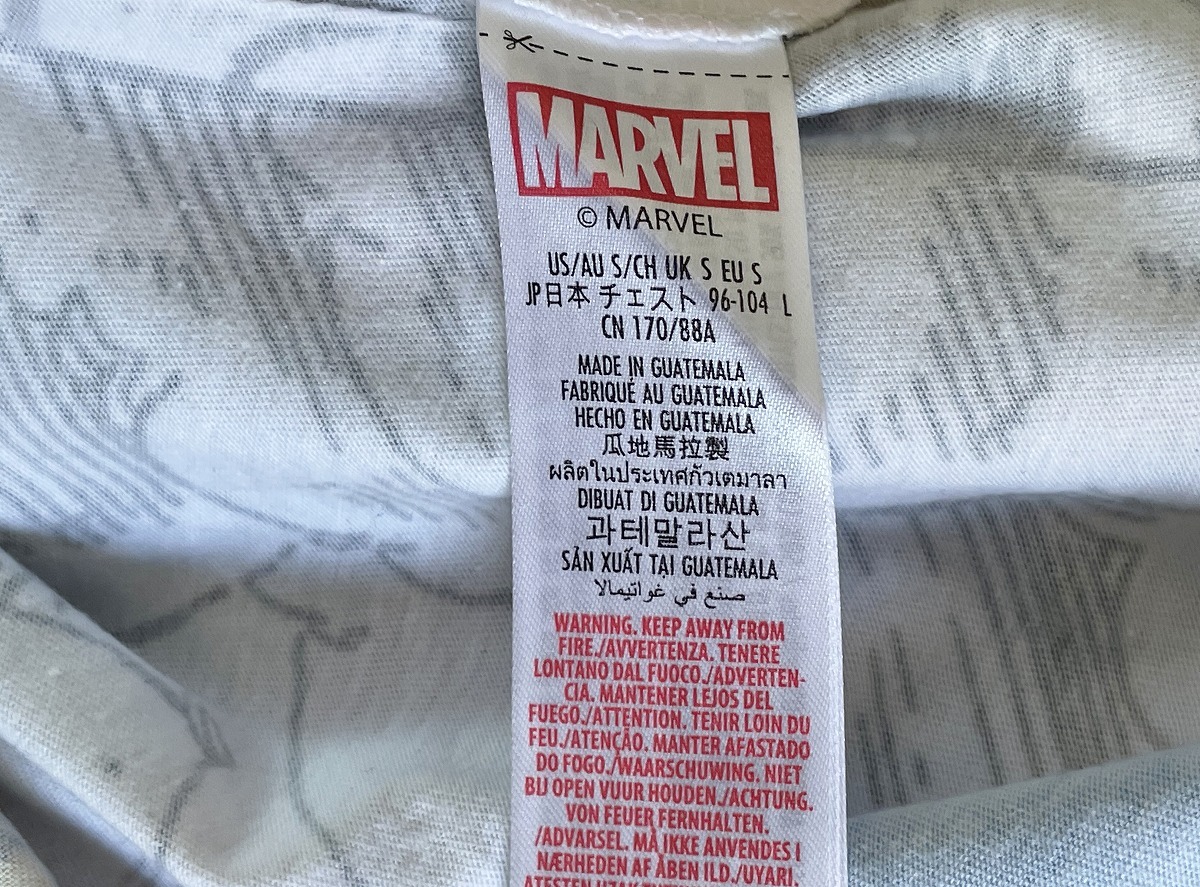 MARVEL
© MARVEL
US/AU S/CH UK S EU S
JP日本 チェスト 96-104 L
CN 170/88A
MADE IN GUATEMALA
FABRIQUÉ AU GUATEMALA
HECHO EN GUATEMALA
瓜地馬拉製
ผลิตในประเทศกัวเตมาลา
DIBUAT DI GUATEMALA
과테말라산
SẢN XUẤT TẠI GUATEMALA
صنع في غواتيمالا
WARNING. KEEP AWAY FROM
FIRE./AVVERTENZA. TENERE
LONTANO DAL FUOCO./ADVERTEN-
CIA. MANTENER LEJOS DEL
FUEGO./ATTENTION. TENIR LOIN DU
FEU./ATENÇÃO. MANTER AFASTADO
DO FOGO./WAARSCHUWING. NIET
BIJ OPEN VUUR HOUDEN./ACHTUNG.
VON FEUER FERNHALTEN.
/ADVARSEL. MÅ IKKE ANVENDES I
NÆRHEDEN AF ÅBEN ILD./UYARI.